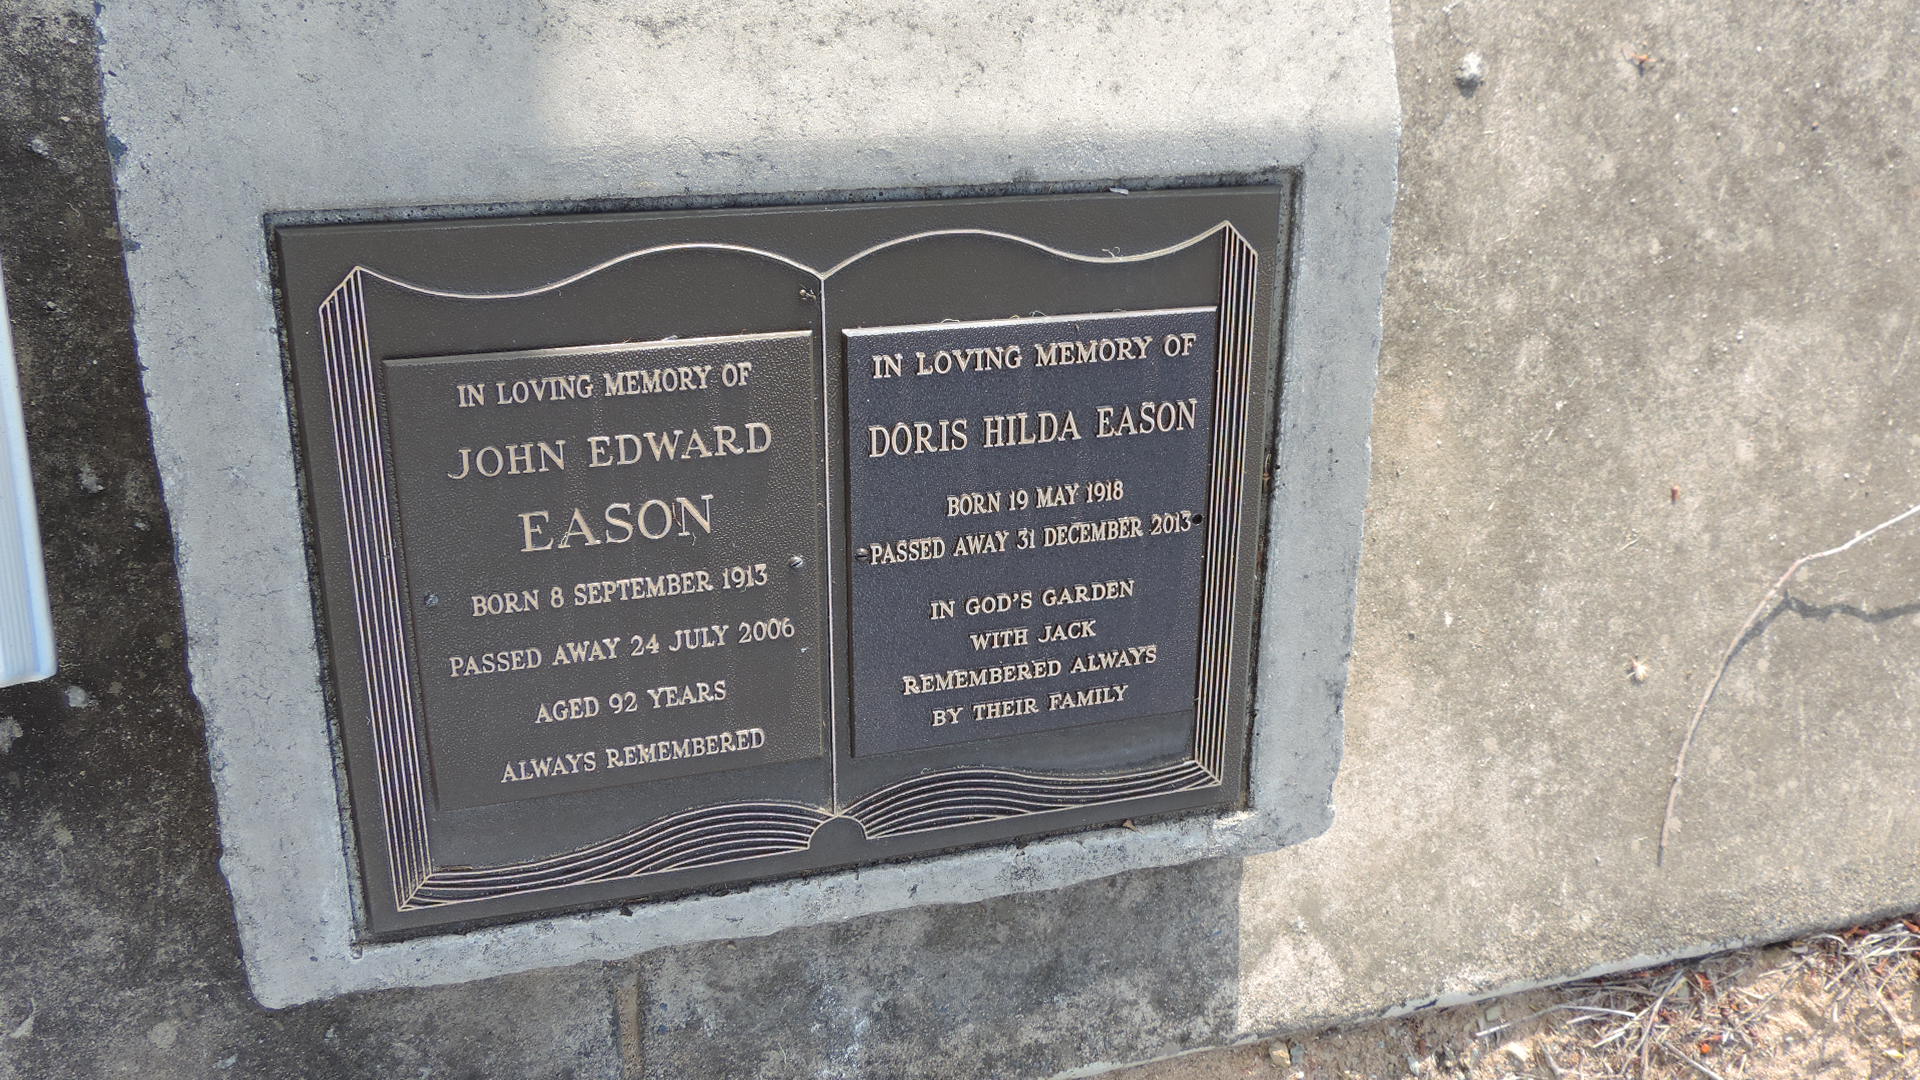 IN LOVING MEMORY OF
JOHN EDWARD
EASON
BORN 8 SEPTEMBER 1913
PASSED AWAY 24 JULY 2006
AGED 92 YEARS
ALWAYS REMEMBERED
IN LOVING MEMORY OF
DORIS HILDA EASON
BORN 19 MAY 1918
PASSED AWAY 31 DECEMBER 2013
IN GOD'S GARDEN
WITH JACK
REMEMBERED ALWAYS
BY THEIR FAMILY